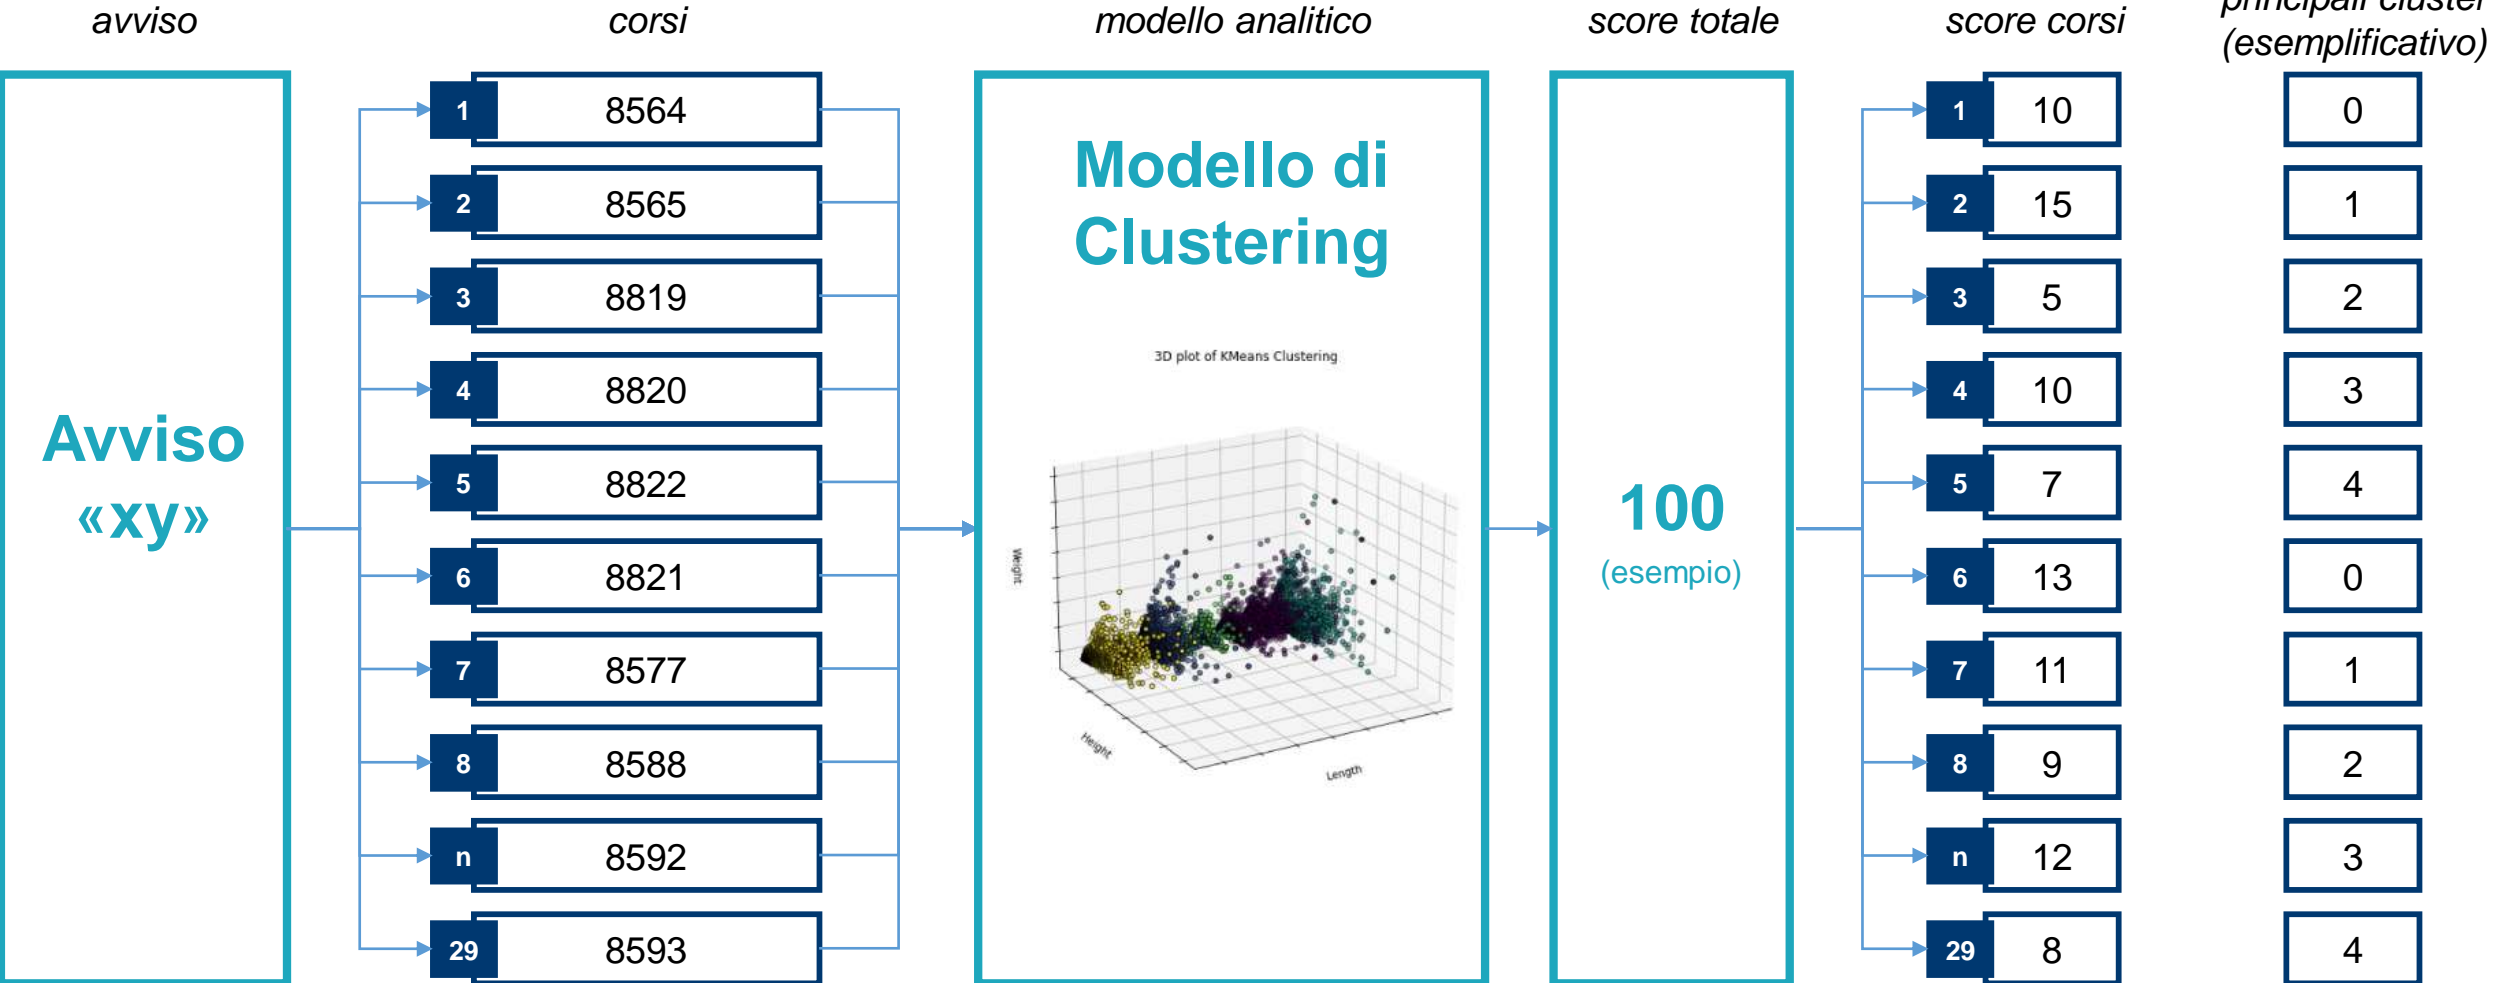 avviso
corsi
modello analitico
score totale
score corsi
principali cluster
(esemplificativo)
Avviso
«xy»
1 8564
2 8565
3 8819
4 8820
5 8822
6 8821
7 8577
8 8588
n 8592
29 8593
Modello di
Clustering
3D plot of KMeans Clustering
Weight
Height
Length
100
(esempio)
1 10
2 15
3 5
4 10
5 7
6 13
7 11
8 9
n 12
29 8
0
1
2
3
4
0
1
2
3
4